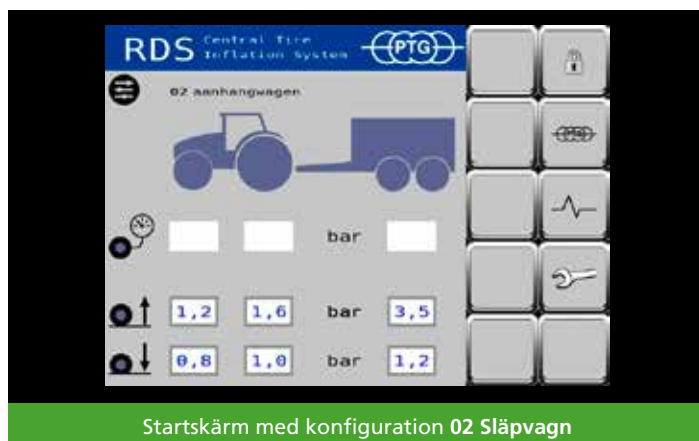 RDS Central Tire Inflation System PTG
02 aanhangwagen
bar
1,2 1,6 bar 3,5
0,8 1,0 bar 1,2
Startskärm med konfiguration 02 Släpvagn